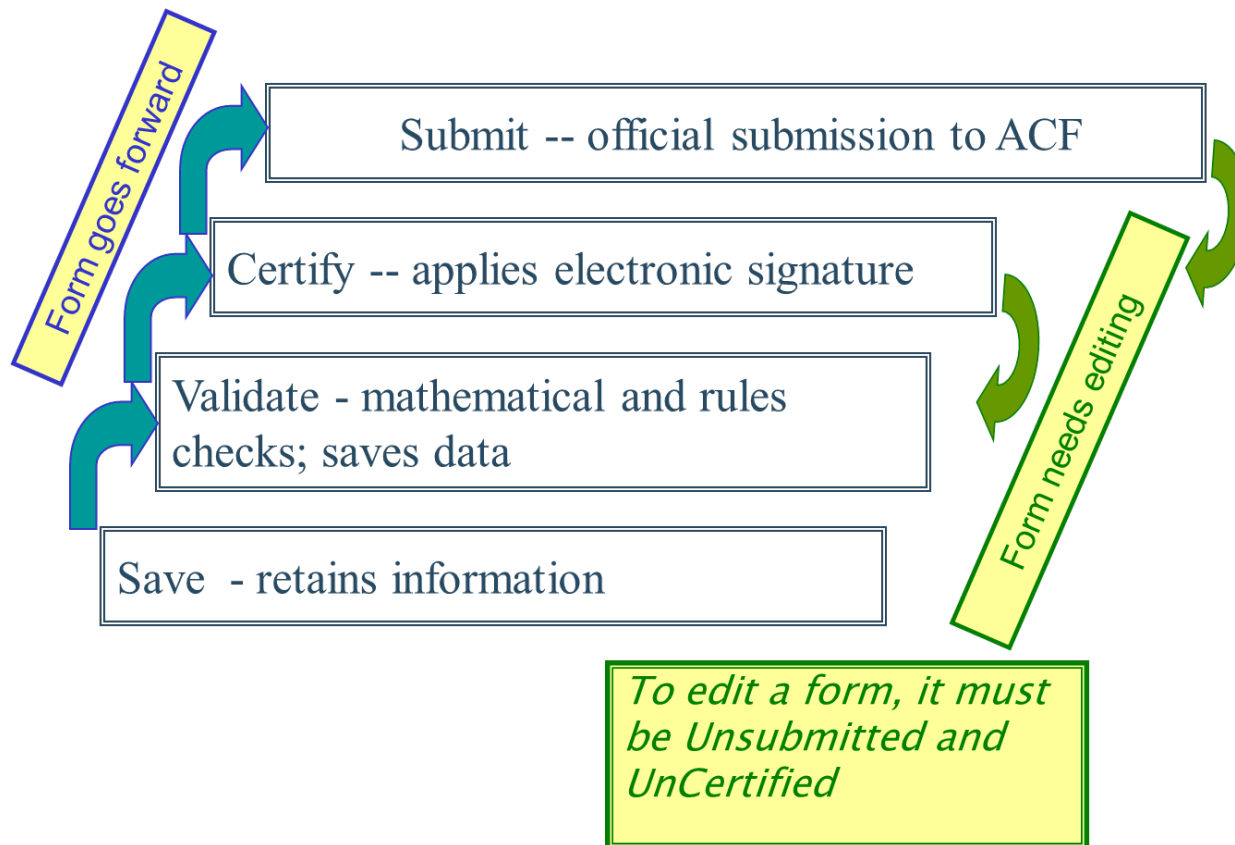 Form goes forward
Submit -- official submission to ACF
Certify -- applies electronic signature
Validate - mathematical and rules
checks; saves data
Save - retains information
Form needs editing
To edit a form, it must
be Unsubmitted and
UnCertified